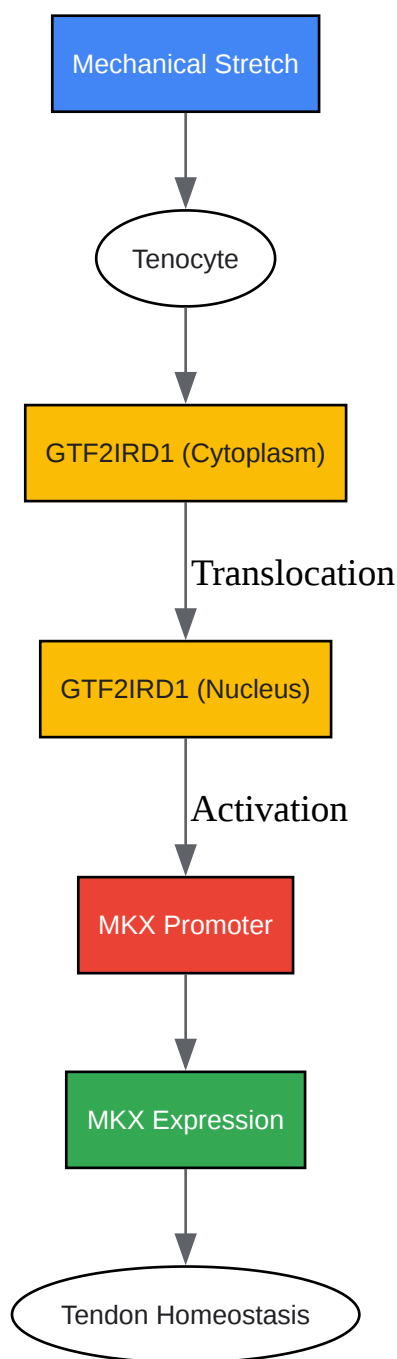 Mechanical Stretch
Tenocyte
GTF2IRD1 (Cytoplasm)
Translocation
GTF2IRD1 (Nucleus)
Activation
MKX Promoter
MKX Expression
Tendon Homeostasis